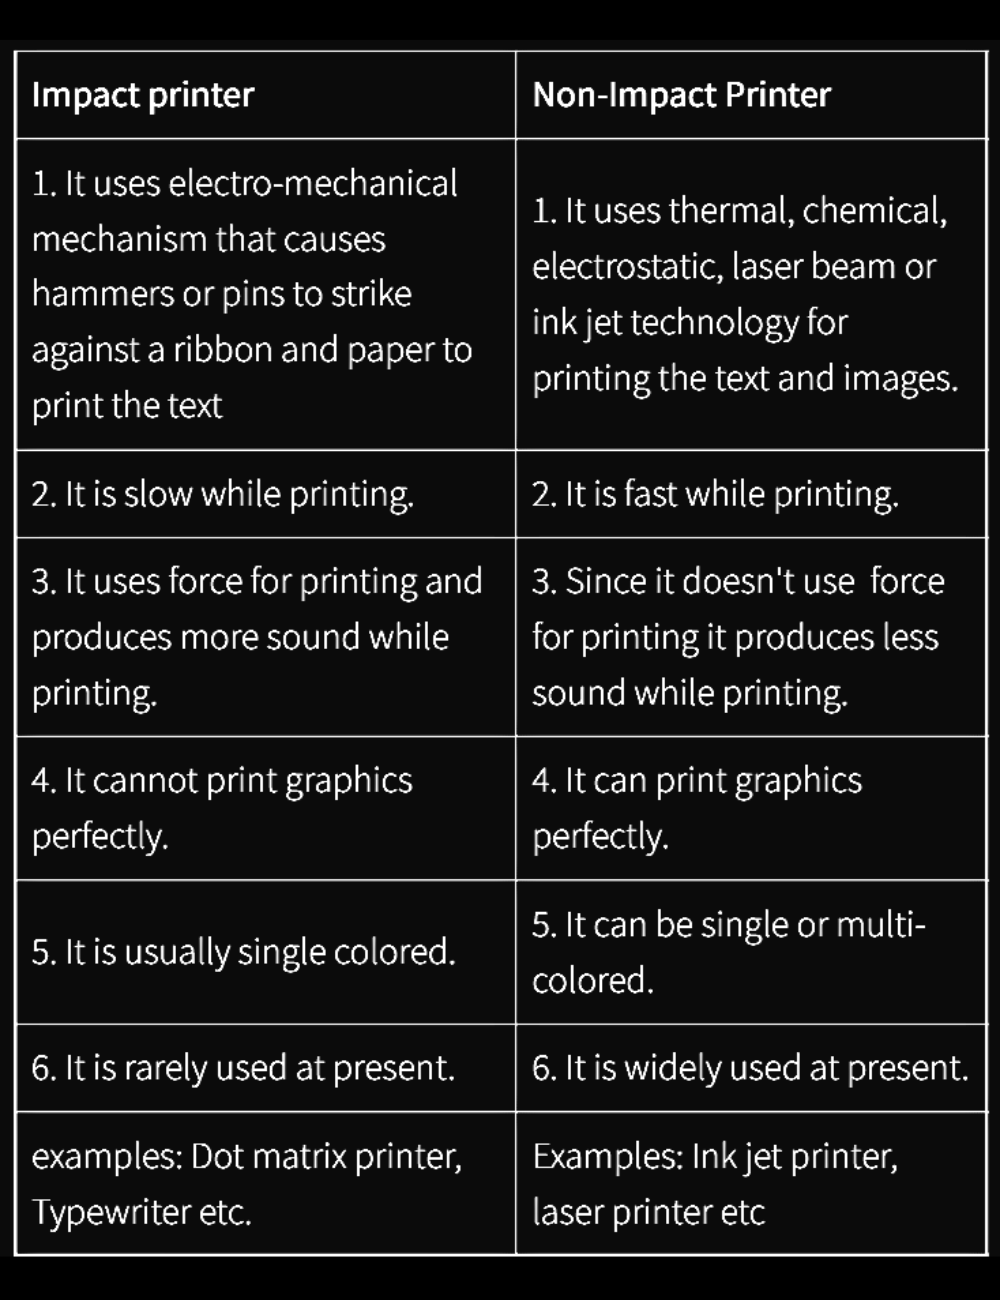 Impact printer
Non-Impact Printer
1. It uses electro-mechanical
mechanism that causes
hammers or pins to strike
against a ribbon and paper to
print the text
1. It uses thermal, chemical,
electrostatic, laser beam or
ink jet technology for
printing the text and images.
2. It is slow while printing.
2. It is fast while printing.
3. It uses force for printing and
produces more sound while
printing.
3. Since it doesn't use  force
for printing it produces less
sound while printing.
4. It cannot print graphics
perfectly.
4. It can print graphics
perfectly.
5. It is usually single colored.
5. It can be single or multi-
colored.
6. It is rarely used at present.
6. It is widely used at present.
examples: Dot matrix printer,
Typewriter etc.
Examples: Ink jet printer,
laser printer etc